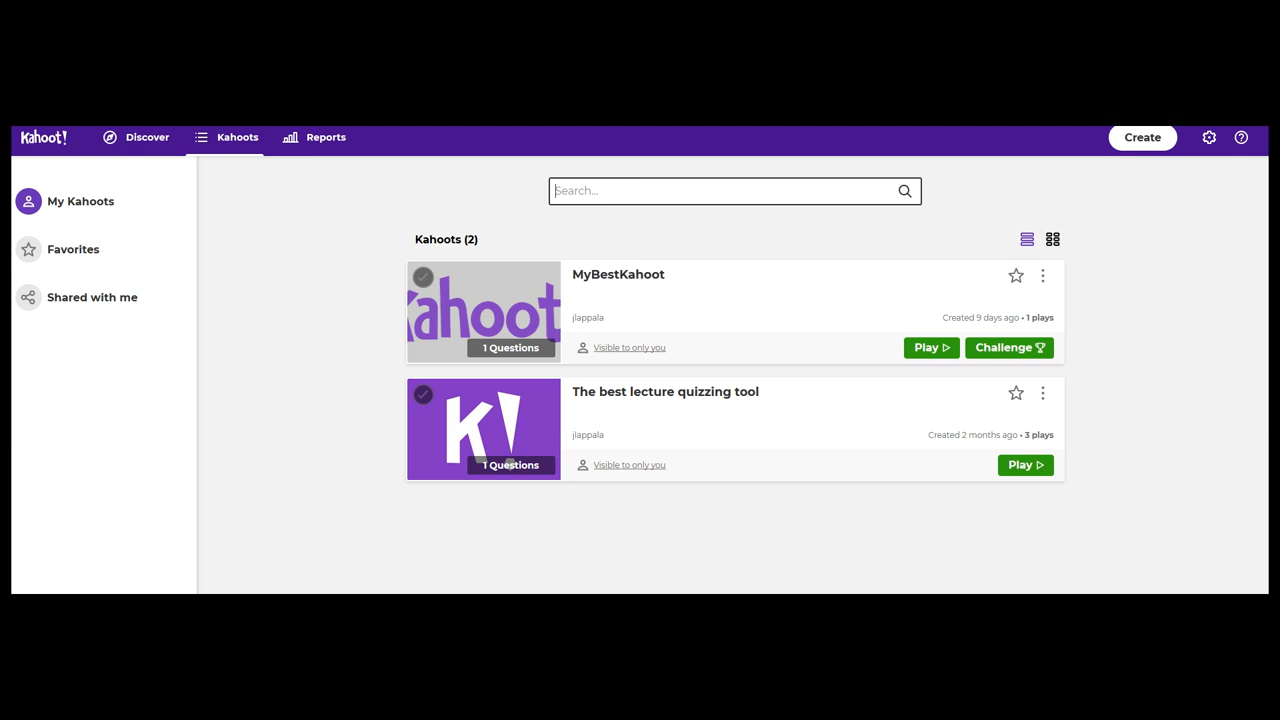 Kahoot!
Discover
Kahoots
Reports
Create
My Kahoots
Favorites
Shared with me
Search...
Kahoots (2)
Kahoot
1 Questions
MyBestKahoot
jlappala
Created 9 days ago • 1 plays
Visible to only you
Play
Challenge
K!
1 Questions
The best lecture quizzing tool
jlappala
Created 2 months ago • 3 plays
Visible to only you
Play